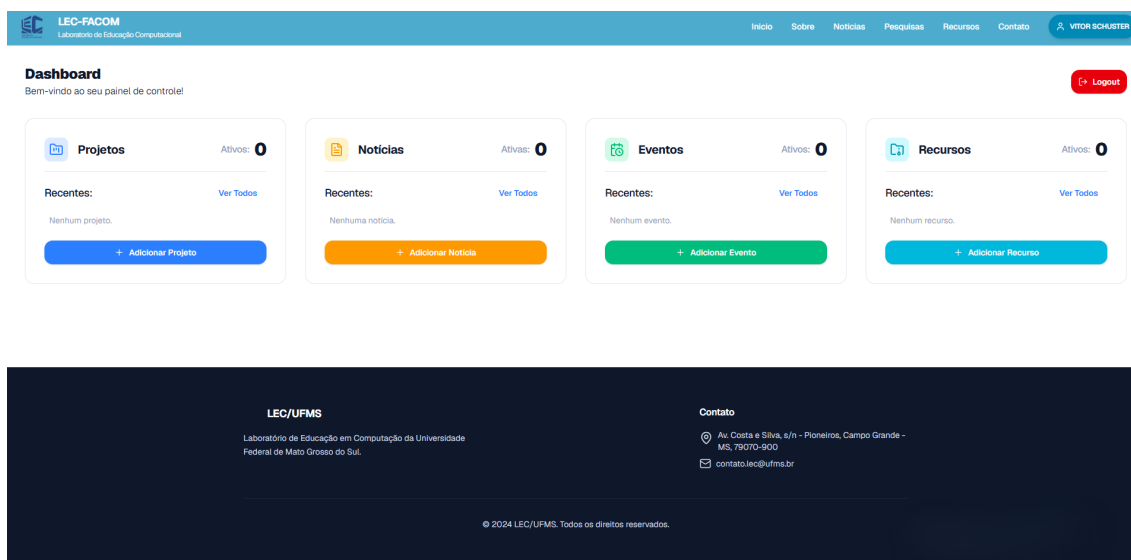 LEC-FACOM
Laboratorio de Educação Computacional
Inicio Sobre Noticias Pesquisas Recursos Contato VITOR SCHUSTER
Dashboard
Bem-vindo ao seu painel de controle!
Logout
Projetos Ativos: 0
Recentes: Ver Todos
Nenhum projeto.
+ Adicionar Projeto
Notícias Ativas: 0
Recentes: Ver Todos
Nenhuma notícia.
+ Adicionar Notícia
Eventos Ativos: 0
Recentes: Ver Todos
Nenhum evento.
+ Adicionar Evento
Recursos Ativos: 0
Recentes: Ver Todos
Nenhum recurso.
+ Adicionar Recurso
LEC/UFMS
Laboratório de Educação em Computação da Universidade
Federal de Mato Grosso do Sul.
Contato
Av. Costa e Silva, s/n - Pioneiros, Campo Grande -
MS, 79070-900
contato.lec@ufms.br
© 2024 LEC/UFMS. Todos os direitos reservados.